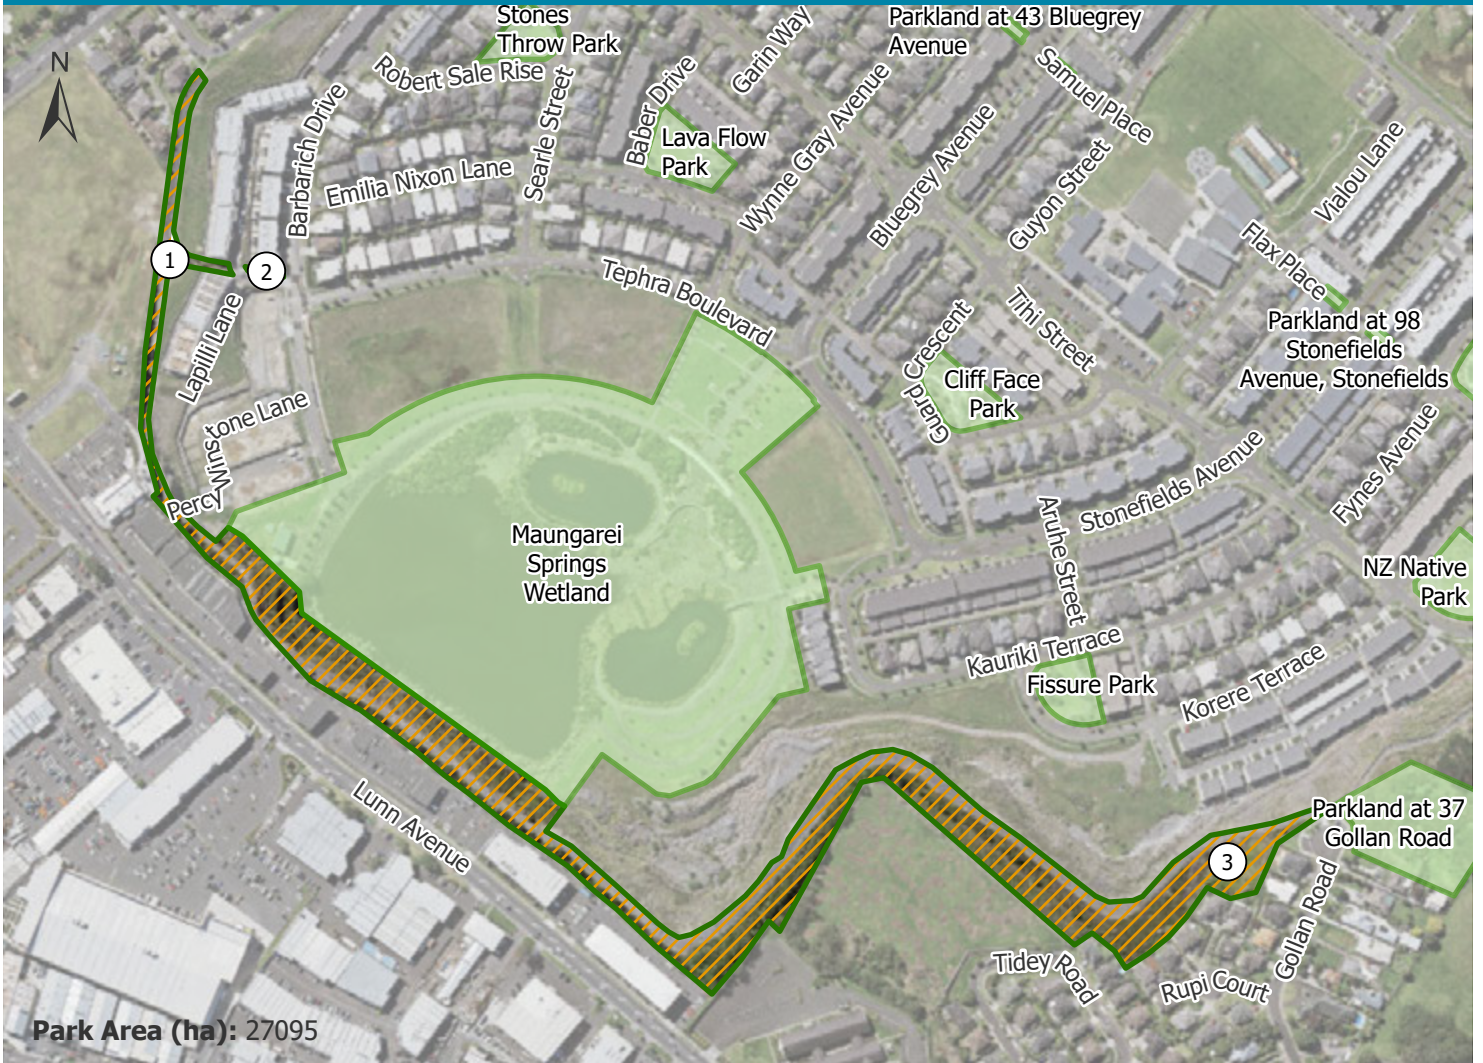 Stones
Throw Park
Parkland at 43 Bluegrey
Avenue
N
Robert Sale Rise
Garin Way
Samuel Place
Barbarich Drive
Searle Street
Baber Drive
Lava Flow
Park
Wynne Gray Avenue
Bluegrey Avenue
Guyon Street
Vialou Lane
Emilia Nixon Lane
Flax Place
1
2
Tephra Boulevard
Tihi Street
Lapilli Lane
Guard Crescent
Cliff Face
Park
Parkland at 98
Stonefields
Avenue, Stonefields
Winstone Lane
Percy
Stonefields Avenue
Fynes Avenue
Aruhe Street
Maungarei
Springs
Wetland
NZ Native
Park
Kauriki Terrace
Fissure Park
Korere Terrace
Lunn Avenue
Parkland at 37
Gollan Road
3
Gollan Road
Tidey Road
Rupi Court
Park Area (ha): 27095